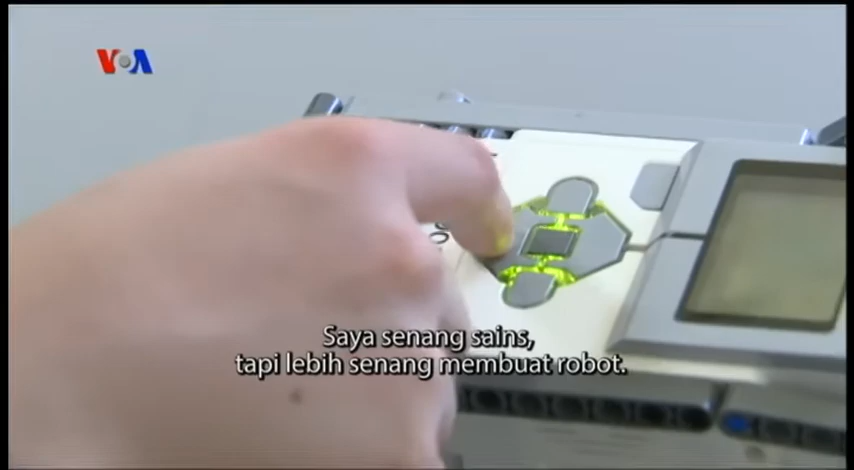 VOA
Saya senang sains,
tapi lebih senang membuat robot.